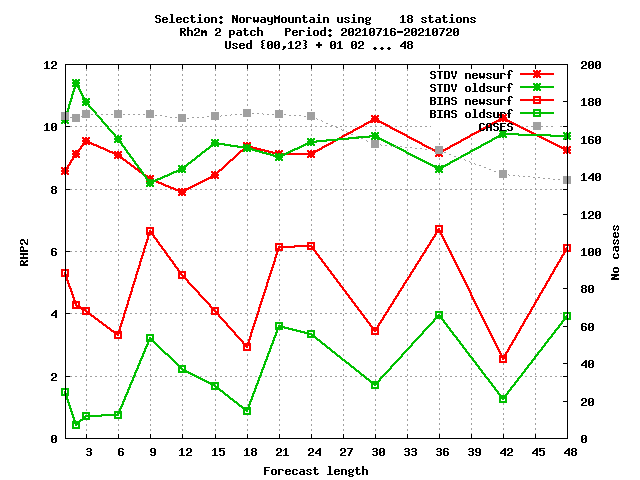 Selection: NorwayMountain using    18 stations
Rh2m 2 patch   Period: 20210716-20210720
Used {00,12} + 01 02 ... 48
STDV newsurf
STDV oldsurf
BIAS newsurf
BIAS oldsurf
CASES
12
10
8
6
4
2
0
RHP2
200
180
160
140
120
100
80
60
40
20
0
No cases
3 6 9 12 15 18 21 24 27 30 33 36 39 42 45 48
Forecast length